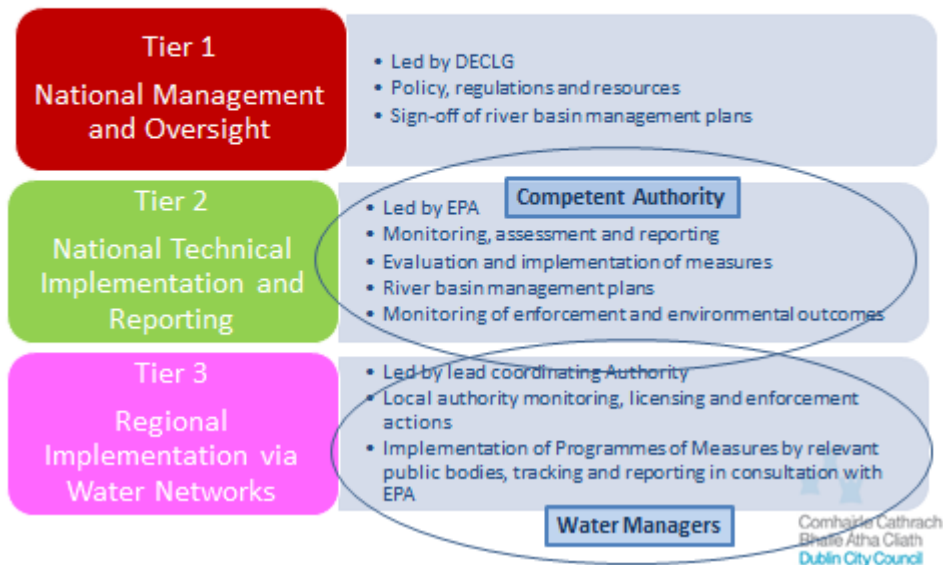 Tier 1
National Management
and Oversight
• Led by DECLG
• Policy, regulations and resources
• Sign-off of river basin management plans
Tier 2
National Technical
Implementation and
Reporting
Competent Authority
• Led by EPA
• Monitoring, assessment and reporting
• Evaluation and implementation of measures
• River basin management plans
• Monitoring of enforcement and environmental outcomes
Tier 3
Regional
Implementation via
Water Networks
• Led by lead coordinating Authority
• Local authority monitoring, licensing and enforcement
actions
• Implementation of Programmes of Measures by relevant
public bodies, tracking and reporting in consultation with
EPA
Water Managers
Comhairle Cathrach
Bhaile Átha Cliath
Dublin City Council